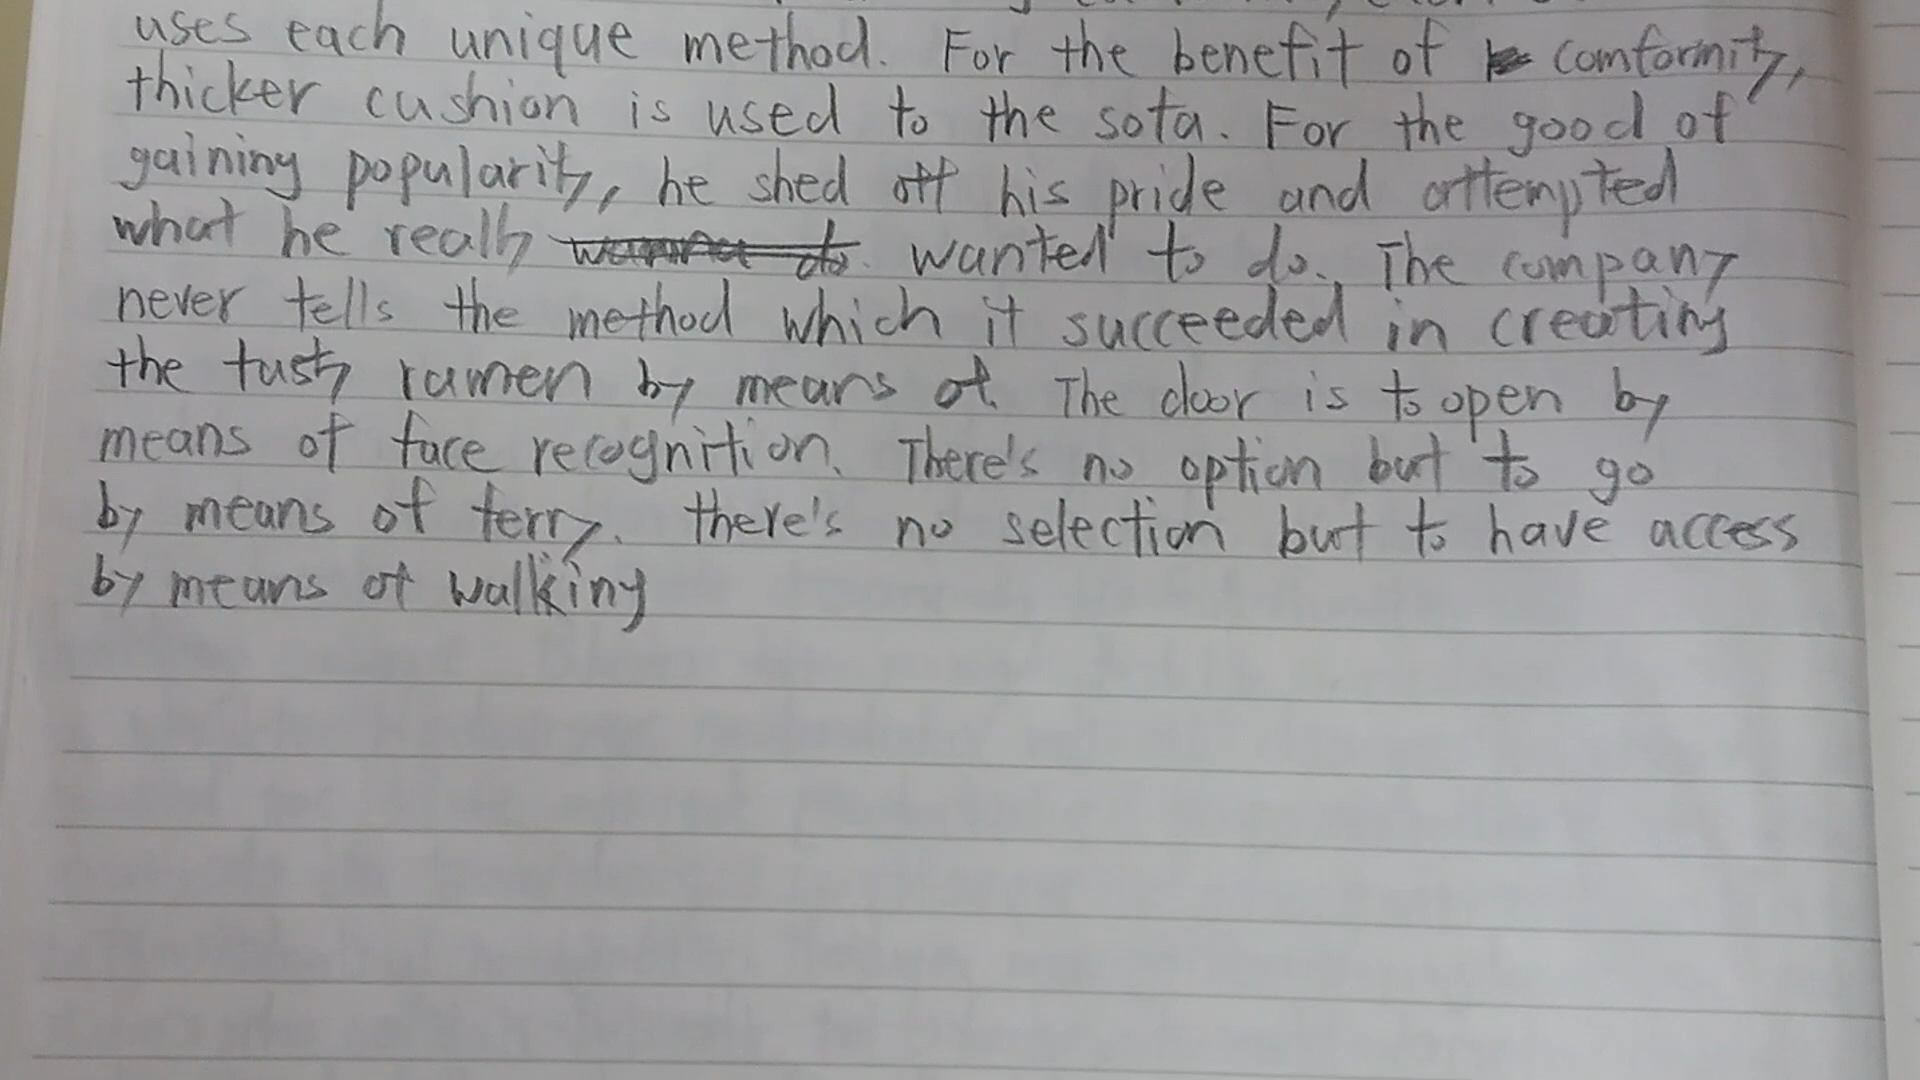 uses each unique method. For the benefit of comformity,
thicker cushion is used to the sofa. For the good of
gaining popularity, he shed off his pride and attempted
what he really wanted to do. The company
never tells the method which it succeeded in creating
the tasty ramen by means of. The door is to open by
means of face recognition. There's no option but to go
by means of ferry. there's no selection but to have access
by means of walking